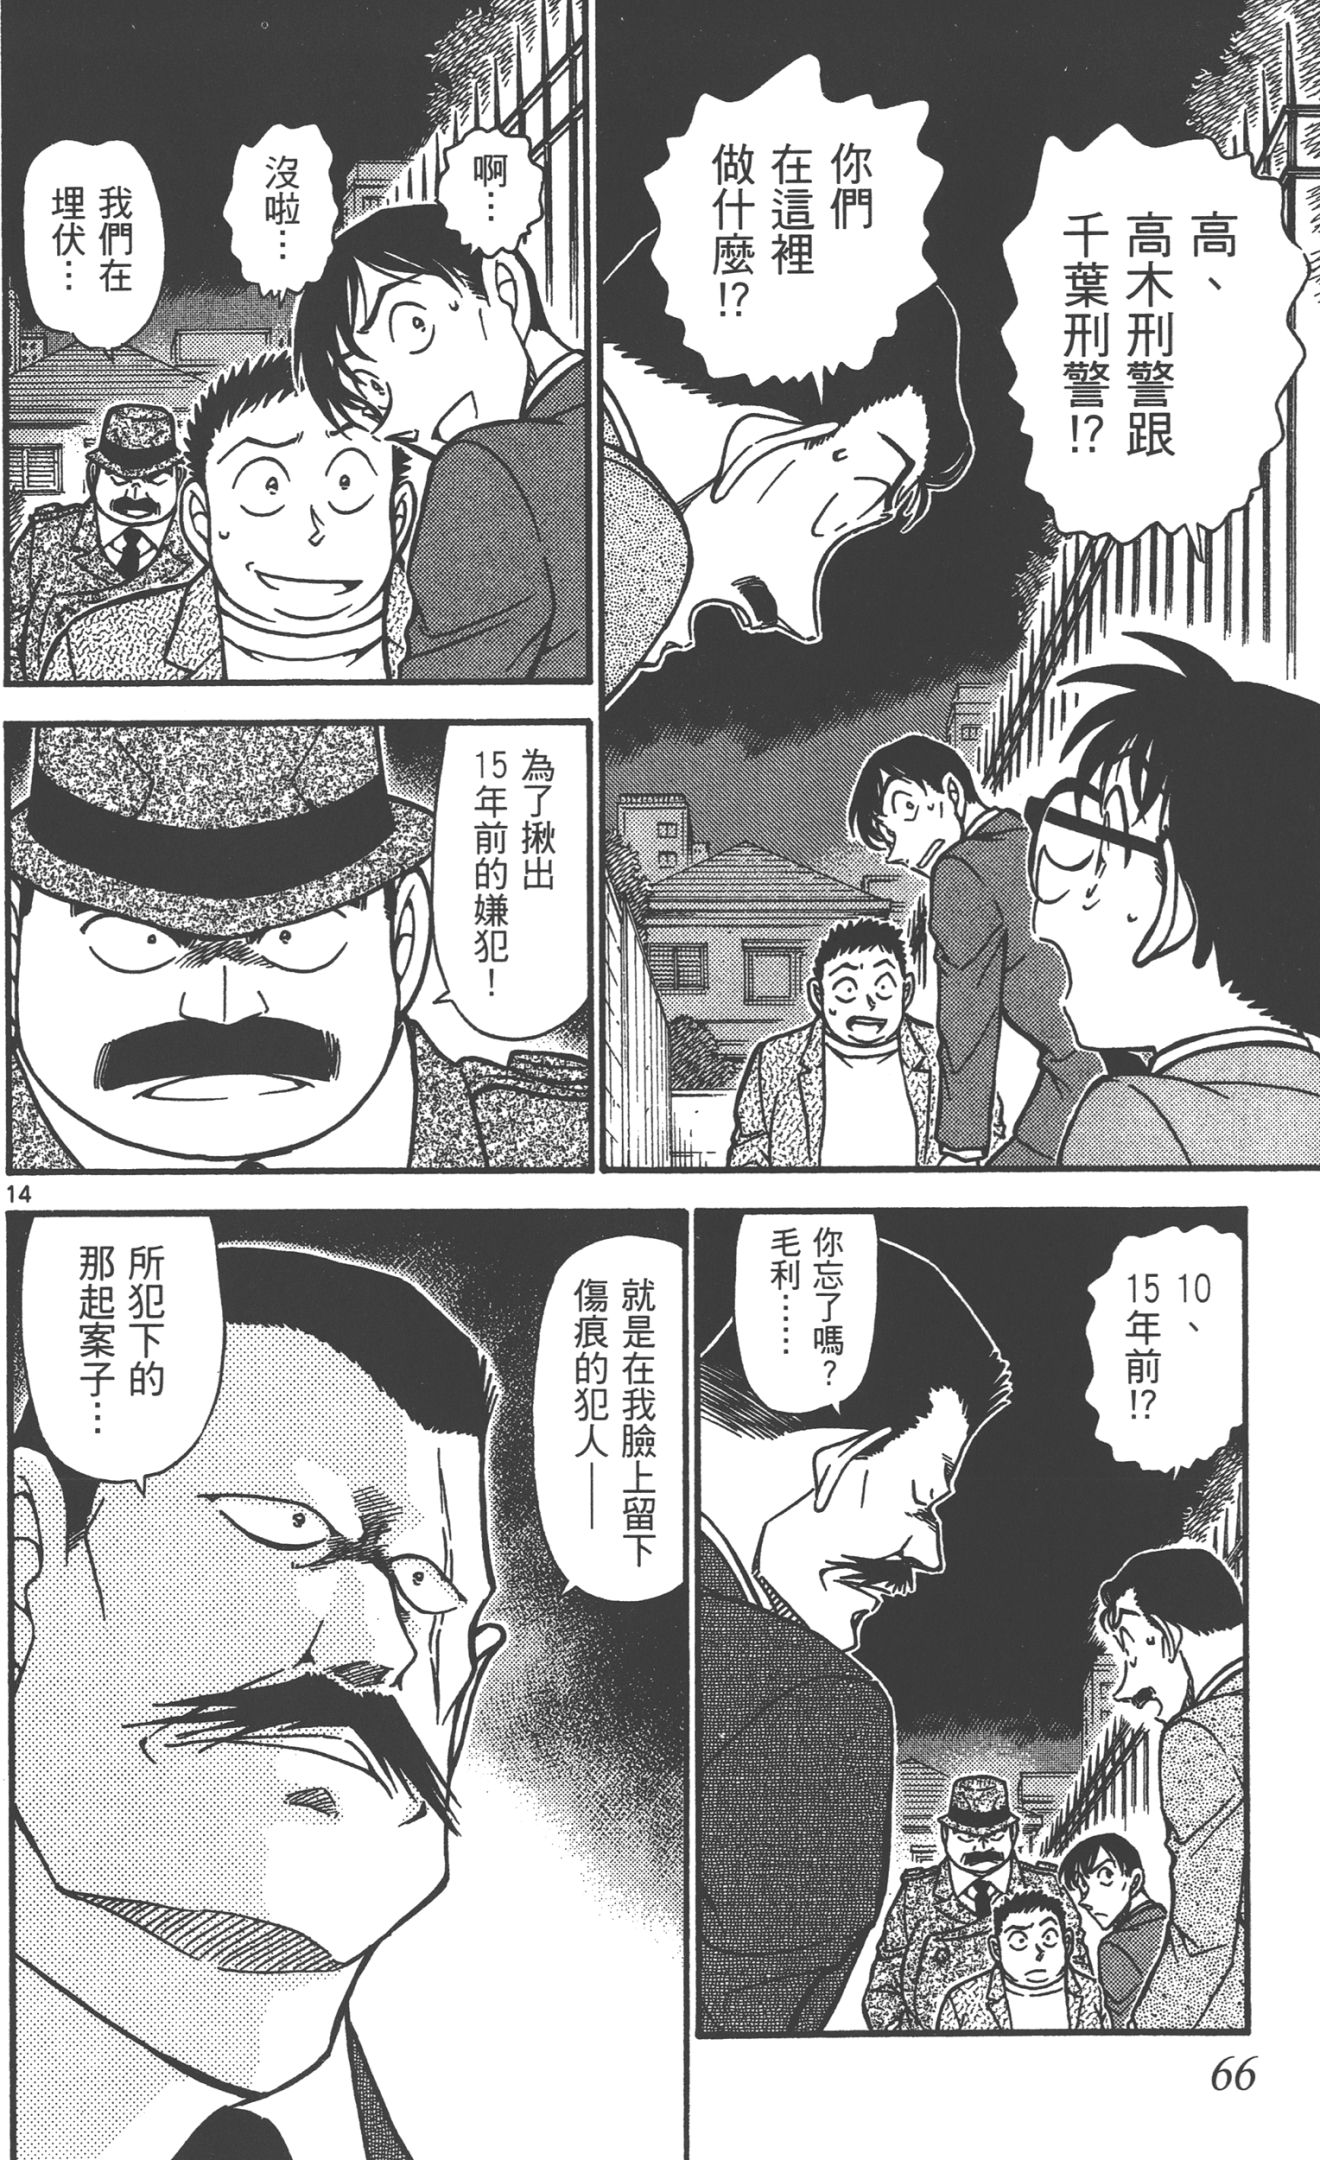 高、
高木刑警跟
千葉刑警!?
你們
在這裡
做什麼!?
啊…
沒啦…
我們在
埋伏…
為了揪出
15年前的嫌犯！
14
10、
15年前!?
你忘了嗎？
毛利……
就是在我臉上留下
傷痕的犯人——
所犯下的
那起案子…
66